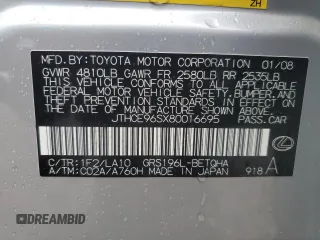 ZH
MFD.BY:TOYOTA MOTOR CORPORATION 01/08
GVWR 4810LB GAWR FR 2580LB RR 2535LB
THIS VEHICLE CONFORMS TO ALL APPLICABLE
FEDERAL MOTOR VEHICLE SAFETY,BUMPER,AND
THEFT PREVENTION STANDARDS IN EFFECT ON
THE DATE OF MANUFACTURE SHOWN ABOVE.
JTHCE96SX80016695 PASS.CAR
C/TR:1F2/LA10 GRS196L-BETQHA
A/TM:C02A/A760H MADE IN JAPAN 918 A